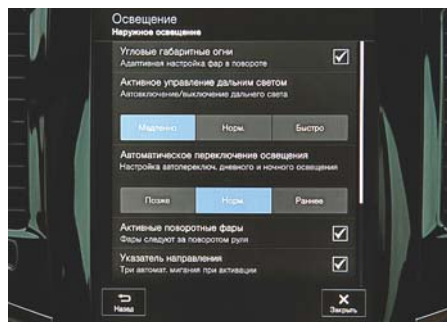 Освещение
Наружное освещение
Угловые габаритные огни
Адаптивная настройка фар в повороте
Активное управление дальним светом
Автовключение/выключение дальнего света
Медленно Норм. Быстро
Автоматическое переключение освещения
Настройка автопереключ. дневного и ночного освещения
Позже Норм. Раннее
Активные поворотные фары
Фары следуют за поворотом руля
Указатель направления
Три автомат. мигания при активации
Назад Закрыть